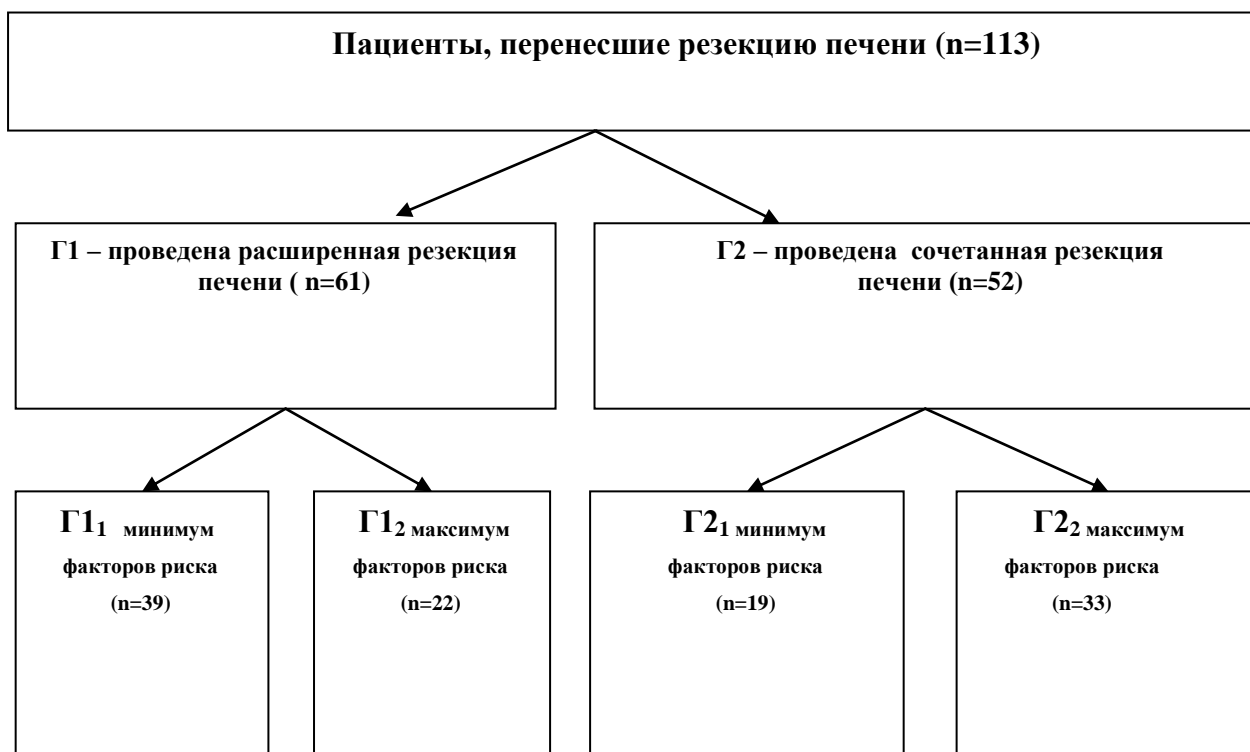 Пациенты, перенесшие резекцию печени (n=113)
Г1 – проведена расширенная резекция
печени ( n=61)
Г2 – проведена сочетанная резекция
печени (n=52)
Г1₁ минимум
факторов риска
(n=39)
Г1₂ максимум
факторов риска
(n=22)
Г2₁ минимум
факторов риска
(n=19)
Г2₂ максимум
факторов риска
(n=33)